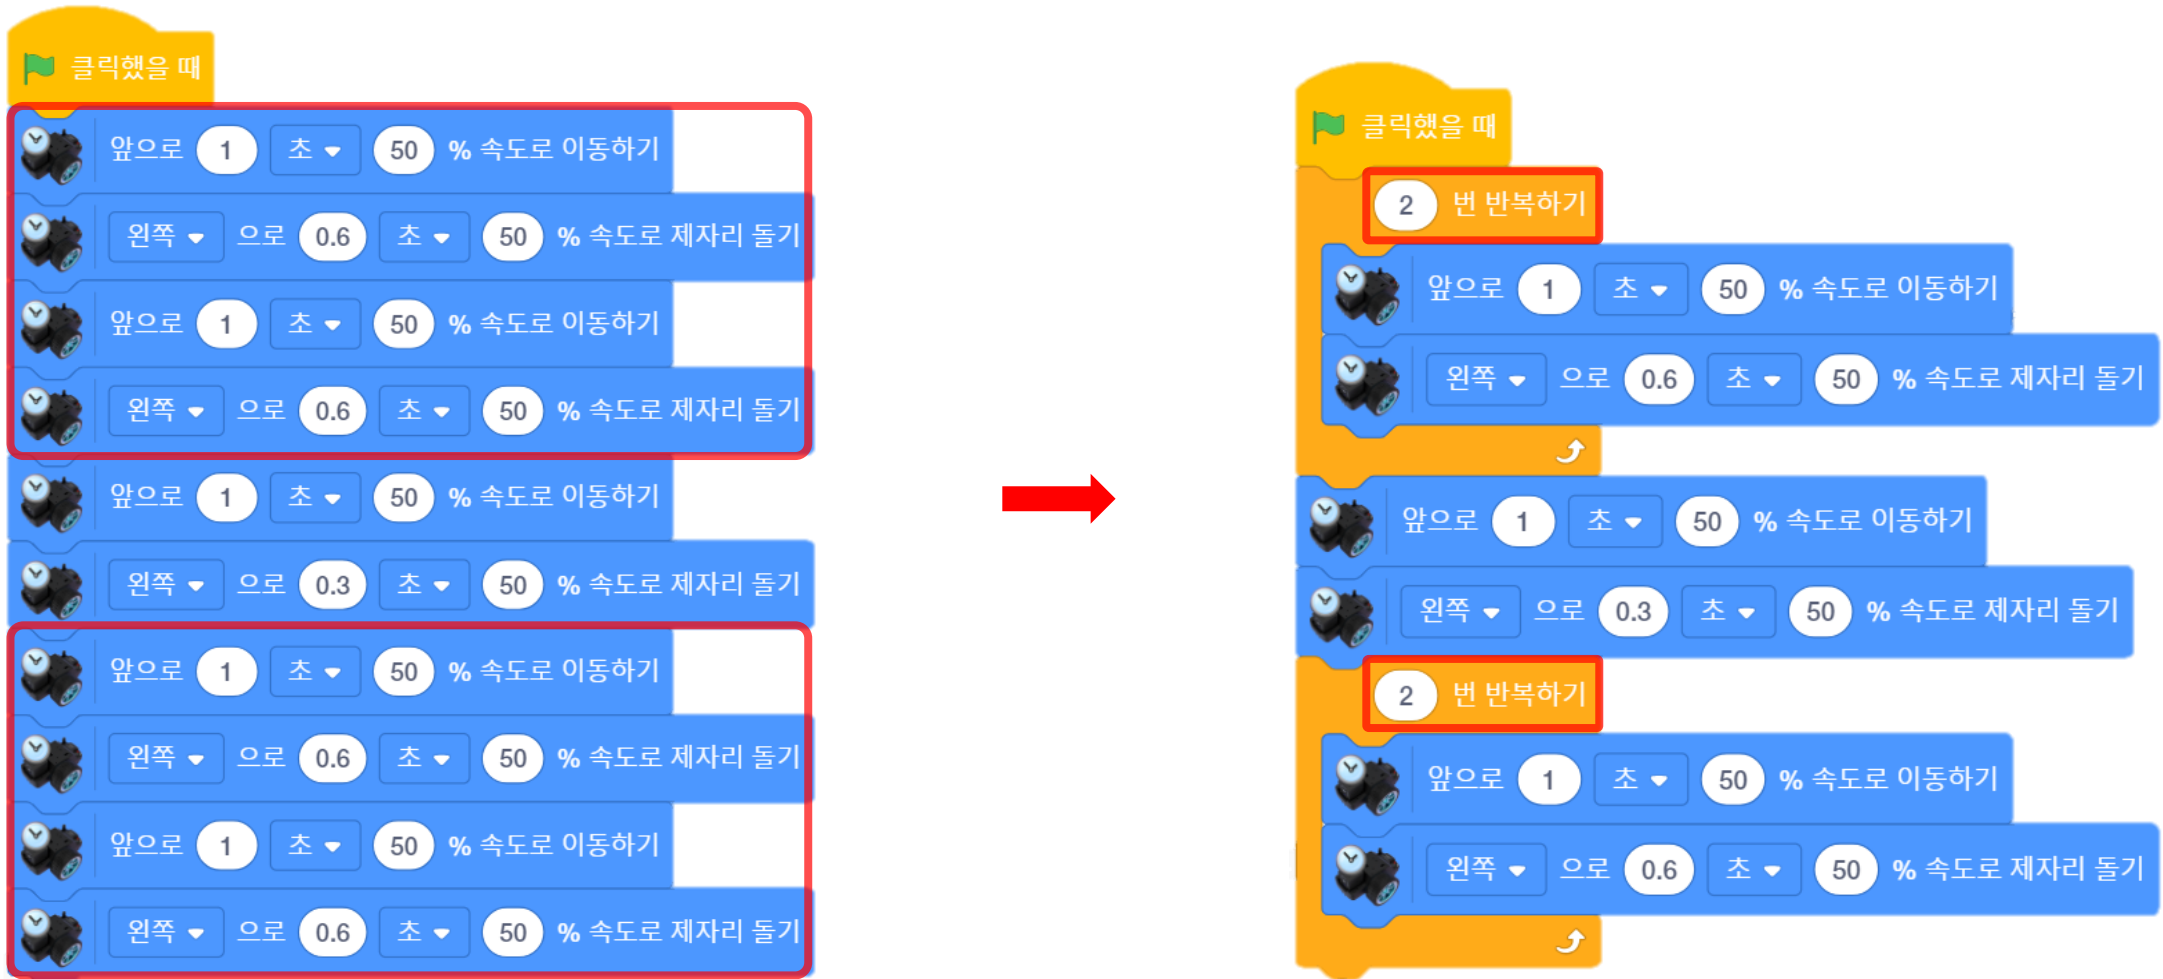 클릭했을 때
앞으로 1 초 50 % 속도로 이동하기
왼쪽 으로 0.6 초 50 % 속도로 제자리 돌기
앞으로 1 초 50 % 속도로 이동하기
왼쪽 으로 0.6 초 50 % 속도로 제자리 돌기
앞으로 1 초 50 % 속도로 이동하기
왼쪽 으로 0.3 초 50 % 속도로 제자리 돌기
앞으로 1 초 50 % 속도로 이동하기
왼쪽 으로 0.6 초 50 % 속도로 제자리 돌기
앞으로 1 초 50 % 속도로 이동하기
왼쪽 으로 0.6 초 50 % 속도로 제자리 돌기
클릭했을 때
2 번 반복하기
앞으로 1 초 50 % 속도로 이동하기
왼쪽 으로 0.6 초 50 % 속도로 제자리 돌기
앞으로 1 초 50 % 속도로 이동하기
왼쪽 으로 0.3 초 50 % 속도로 제자리 돌기
2 번 반복하기
앞으로 1 초 50 % 속도로 이동하기
왼쪽 으로 0.6 초 50 % 속도로 제자리 돌기